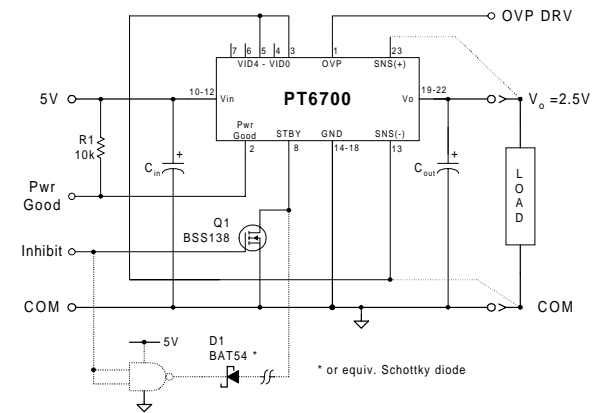 OVP DRV
7 6 5 4 3 1 23
VID4 - VID0 OVP SNS(+)
10-12 Vin PT6700 Vo 19-22
5V
Vo =2.5V
R1
10k
Pwr
Good STBY GND SNS(-)
2 8 14-18 13
Cin + Cout +
LOAD
Pwr
Good
Q1
BSS138
Inhibit
COM COM
5V
D1
BAT54 *
* or equiv. Schottky diode